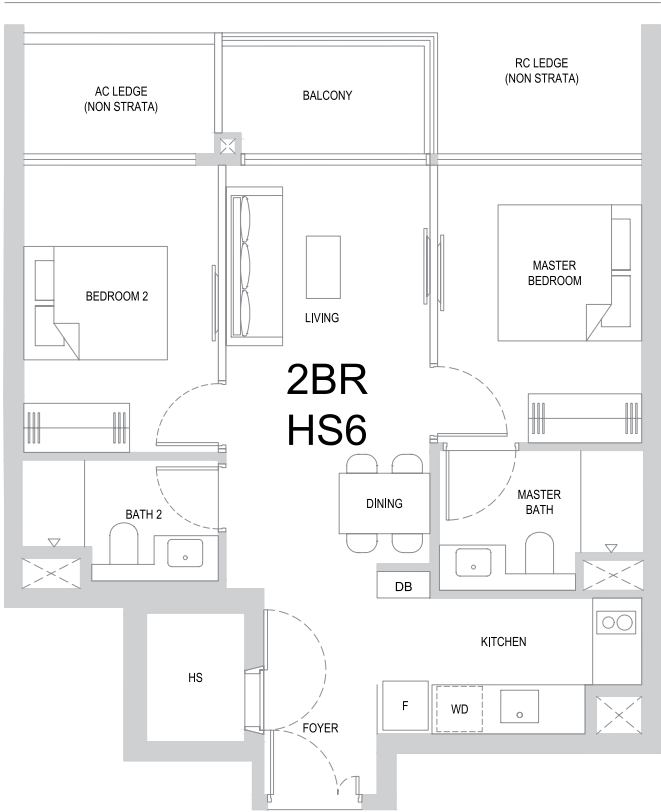 AC LEDGE
(NON STRATA)
BALCONY
RC LEDGE
(NON STRATA)
BEDROOM 2
LIVING
MASTER
BEDROOM
2BR
HS6
BATH 2
DINING
MASTER
BATH
DB
KITCHEN
HS
F
WD
FOYER